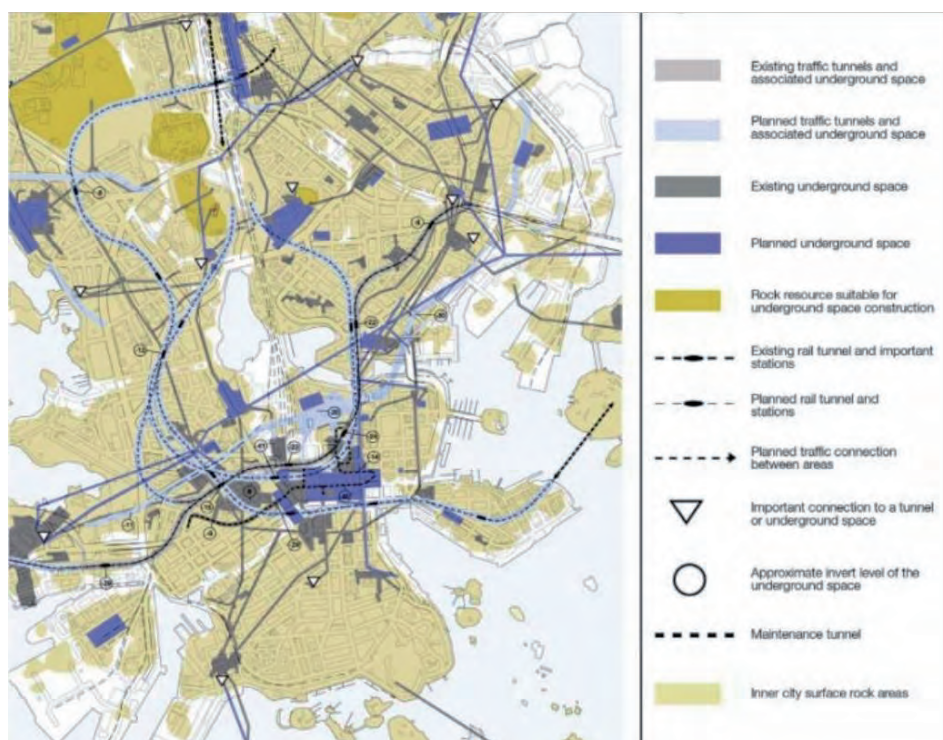 Existing traffic tunnels and
associated underground space
Planned traffic tunnels and
associated underground space
Existing underground space
Planned underground space
Rock resource suitable for
underground space construction
Existing rail tunnel and important
stations
Planned rail tunnel and
stations
Planned traffic connection
between areas
Important connection to a tunnel
or underground space
Approximate invert level of the
underground space
Maintenance tunnel
Inner city surface rock areas